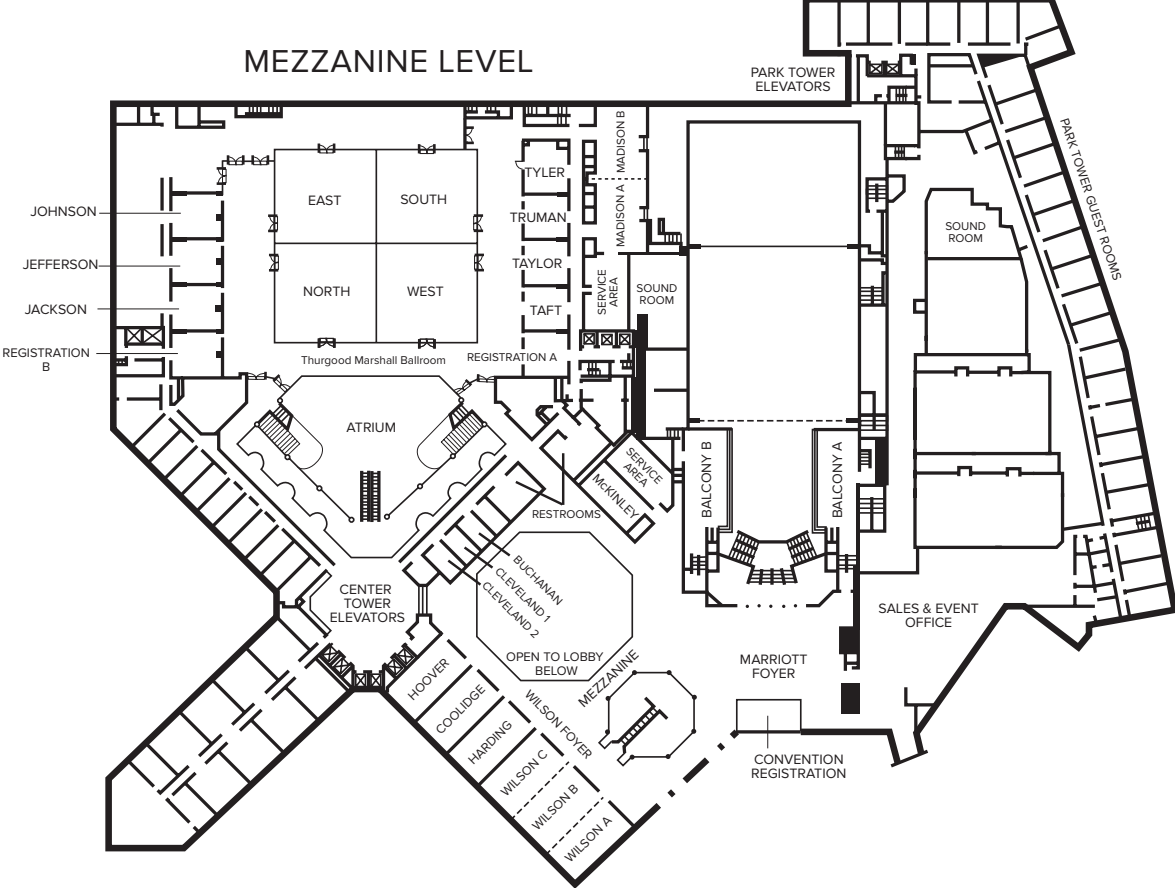 MEZZANINE LEVEL
PARK TOWER
ELEVATORS
PARK TOWER GUEST ROOMS
MADISON B
MADISON A
TYLER
TRUMAN
TAYLOR
TAFT
EAST
SOUTH
NORTH
WEST
JOHNSON
JEFFERSON
JACKSON
REGISTRATION
B
Thurgood Marshall Ballroom
REGISTRATION A
SERVICE
AREA
SOUND
ROOM
SOUND
ROOM
ATRIUM
SERVICE
AREA
McKINLEY
RESTROOMS
BALCONY B
BALCONY A
BUCHANAN
CLEVELAND 1
CLEVELAND 2
CENTER
TOWER
ELEVATORS
OPEN TO LOBBY
BELOW
MEZZANINE
SALES & EVENT
OFFICE
MARRIOTT
FOYER
CONVENTION
REGISTRATION
HOOVER
COOLIDGE
HARDING
WILSON FOYER
WILSON C
WILSON B
WILSON A